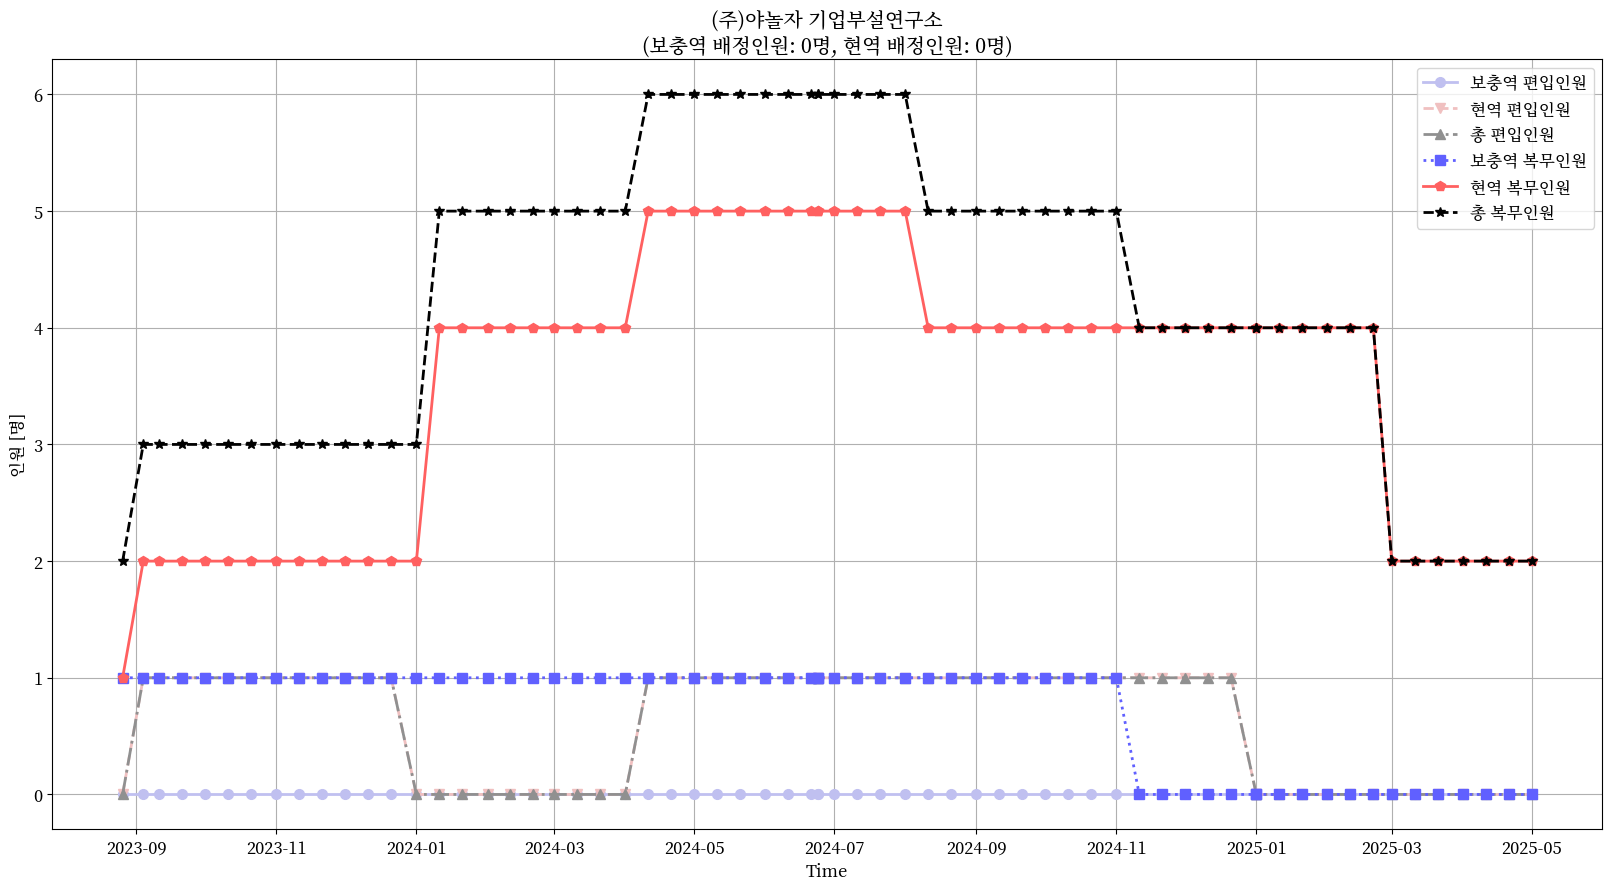 (주)야놀자 기업부설연구소
(보충역 배정인원: 0명, 현역 배정인원: 0명)
보충역 편입인원
현역 편입인원
총 편입인원
보충역 복무인원
현역 복무인원
총 복무인원
인원 [명]
6
5
4
3
2
1
0
2023-09 2023-11 2024-01 2024-03 2024-05 2024-07 2024-09 2024-11 2025-01 2025-03 2025-05
Time